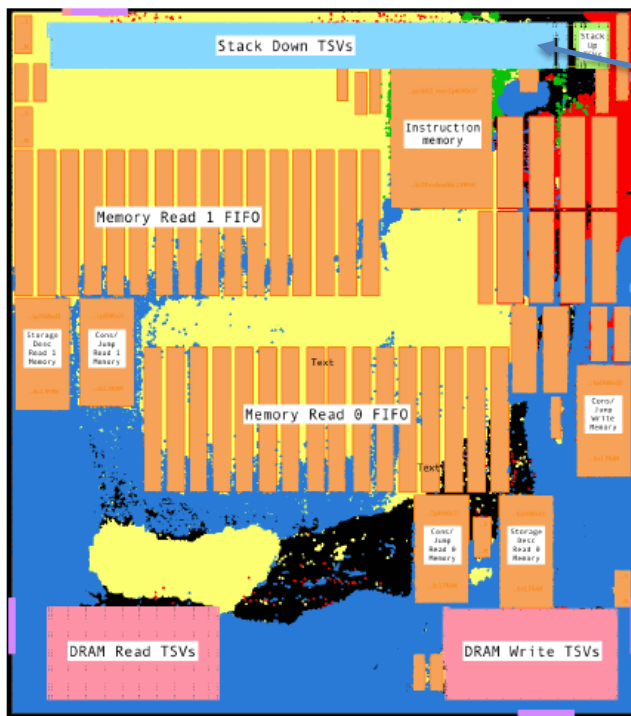 Stack Down TSVs
Stack
Up
TSVs
Instruction
memory
Memory Read 1 FIFO
Storage
Desc
Read 1
Memory
Cons/
Jump
Read 1
Memory
Text
Memory Read 0 FIFO
Cons/
Jump
Write
Memory
Text
Cons/
Jump
Read 0
Memory
Storage
Desc
Read 0
Memory
DRAM Read TSVs
DRAM Write TSVs